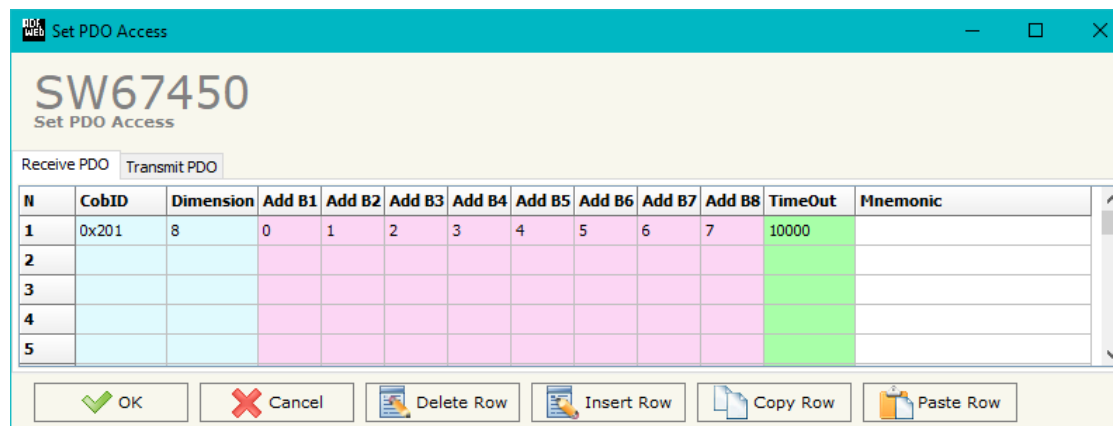 ADF
WEB Set PDO Access
SW67450
Set PDO Access
Receive PDO Transmit PDO
N CobID Dimension Add B1 Add B2 Add B3 Add B4 Add B5 Add B6 Add B7 Add B8 TimeOut Mnemonic
1 0x201 8 0 1 2 3 4 5 6 7 10000
2
3
4
5
OK Cancel Delete Row Insert Row Copy Row Paste Row